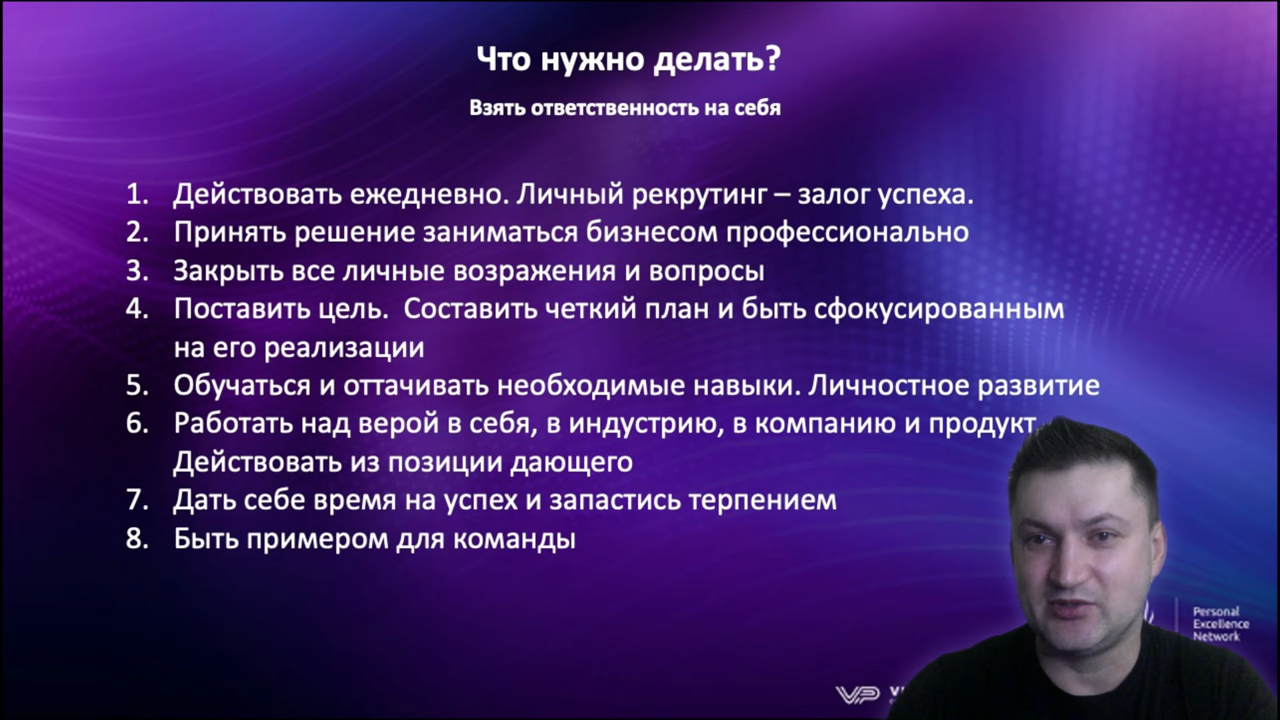 Что нужно делать?
Взять ответственность на себя
1. Действовать ежедневно. Личный рекрутинг – залог успеха.
2. Принять решение заниматься бизнесом профессионально
3. Закрыть все личные возражения и вопросы
4. Поставить цель. Составить четкий план и быть сфокусированным
на его реализации
5. Обучаться и оттачивать необходимые навыки. Личностное развитие
6. Работать над верой в себя, в индустрию, в компанию и продукт
Действовать из позиции дающего
7. Дать себе время на успех и запастись терпением
8. Быть примером для команды
Personal
Excellence
Network
VP